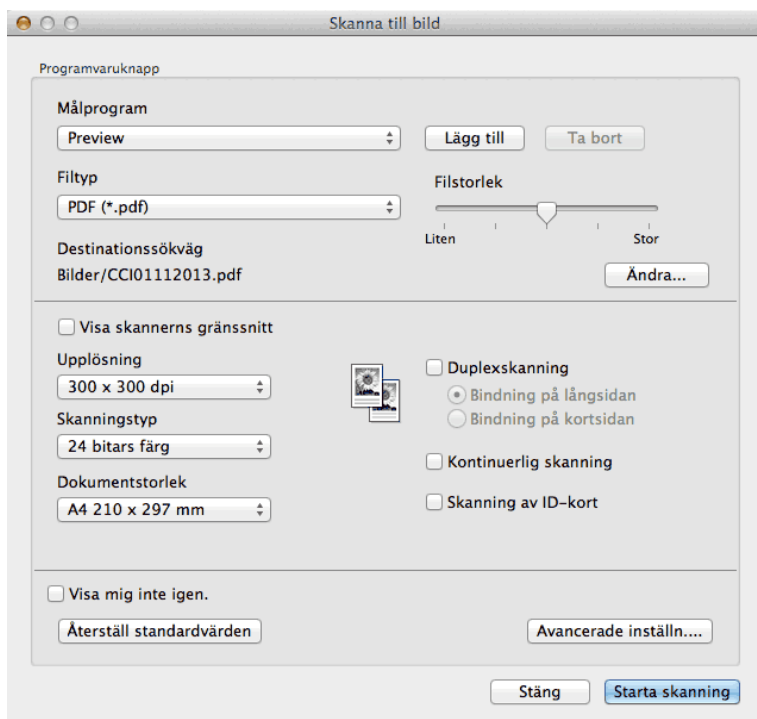 Skanna till bild
Programvaruknapp
Målprogram
Preview
Lägg till
Ta bort
Filtyp
Filstorlek
PDF (*.pdf)
Liten
Stor
Destinationssökväg
Bilder/CCI01112013.pdf
Ändra...
Visa skannerns gränssnitt
Upplösning
Duplexskanning
300 x 300 dpi
Bindning på långsidan
Skanningstyp
Bindning på kortsidan
24 bitars färg
Kontinuerlig skanning
Dokumentstorlek
Skanning av ID-kort
A4 210 x 297 mm
Visa mig inte igen.
Återställ standardvärden
Avancerade inställn....
Stäng
Starta skanning